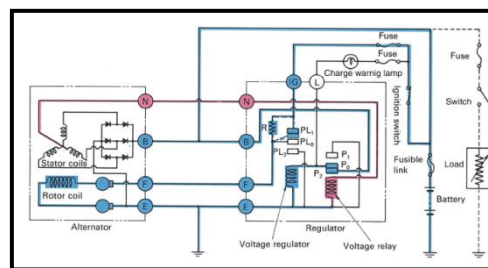 Fuse
Fuse
Charge warnig lamp
Fuse
IG
L
Ignition switch
Switch
N
N
R
PL₁
PL₀
PL₂
B
B
P₁
P₀
P₂
Stator coils
Fusible
link
Load
F
F
Rotor coil
Battery
E
E
Alternator
Voltage regulator
Regulator
Voltage relay